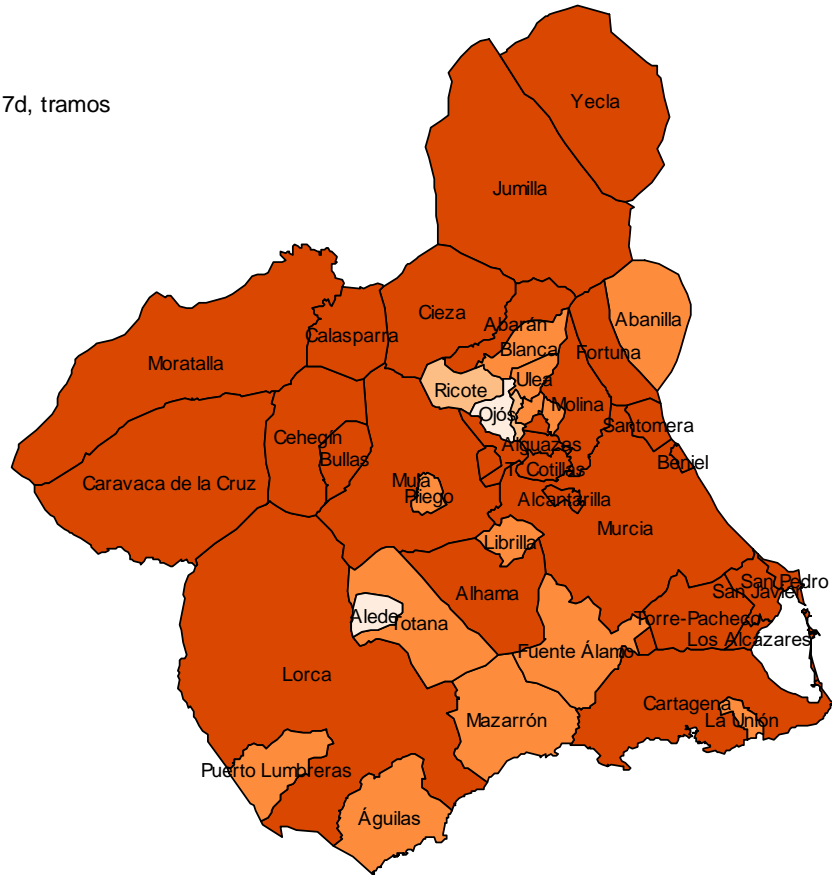 7d, tramos
Yecla
Jumilla
Cieza
Abarán
Abanilla
Calasparra
Blanca
Fortuna
Moratalla
Ricote
Ulea
Molina
Ojós
Santomera
Cehegín
Alguazas
Bullas
Beniel
T. Cotillas
Caravaca de la Cruz
Mula
Pliego
Alcantarilla
Murcia
Librilla
San Pedro
San Javier
Alhama
Alede
Totana
Torre-Pacheco
Los Alcázares
Fuente Álamo
Lorca
Cartagena
La Unión
Mazarrón
Puerto Lumbreras
Águilas